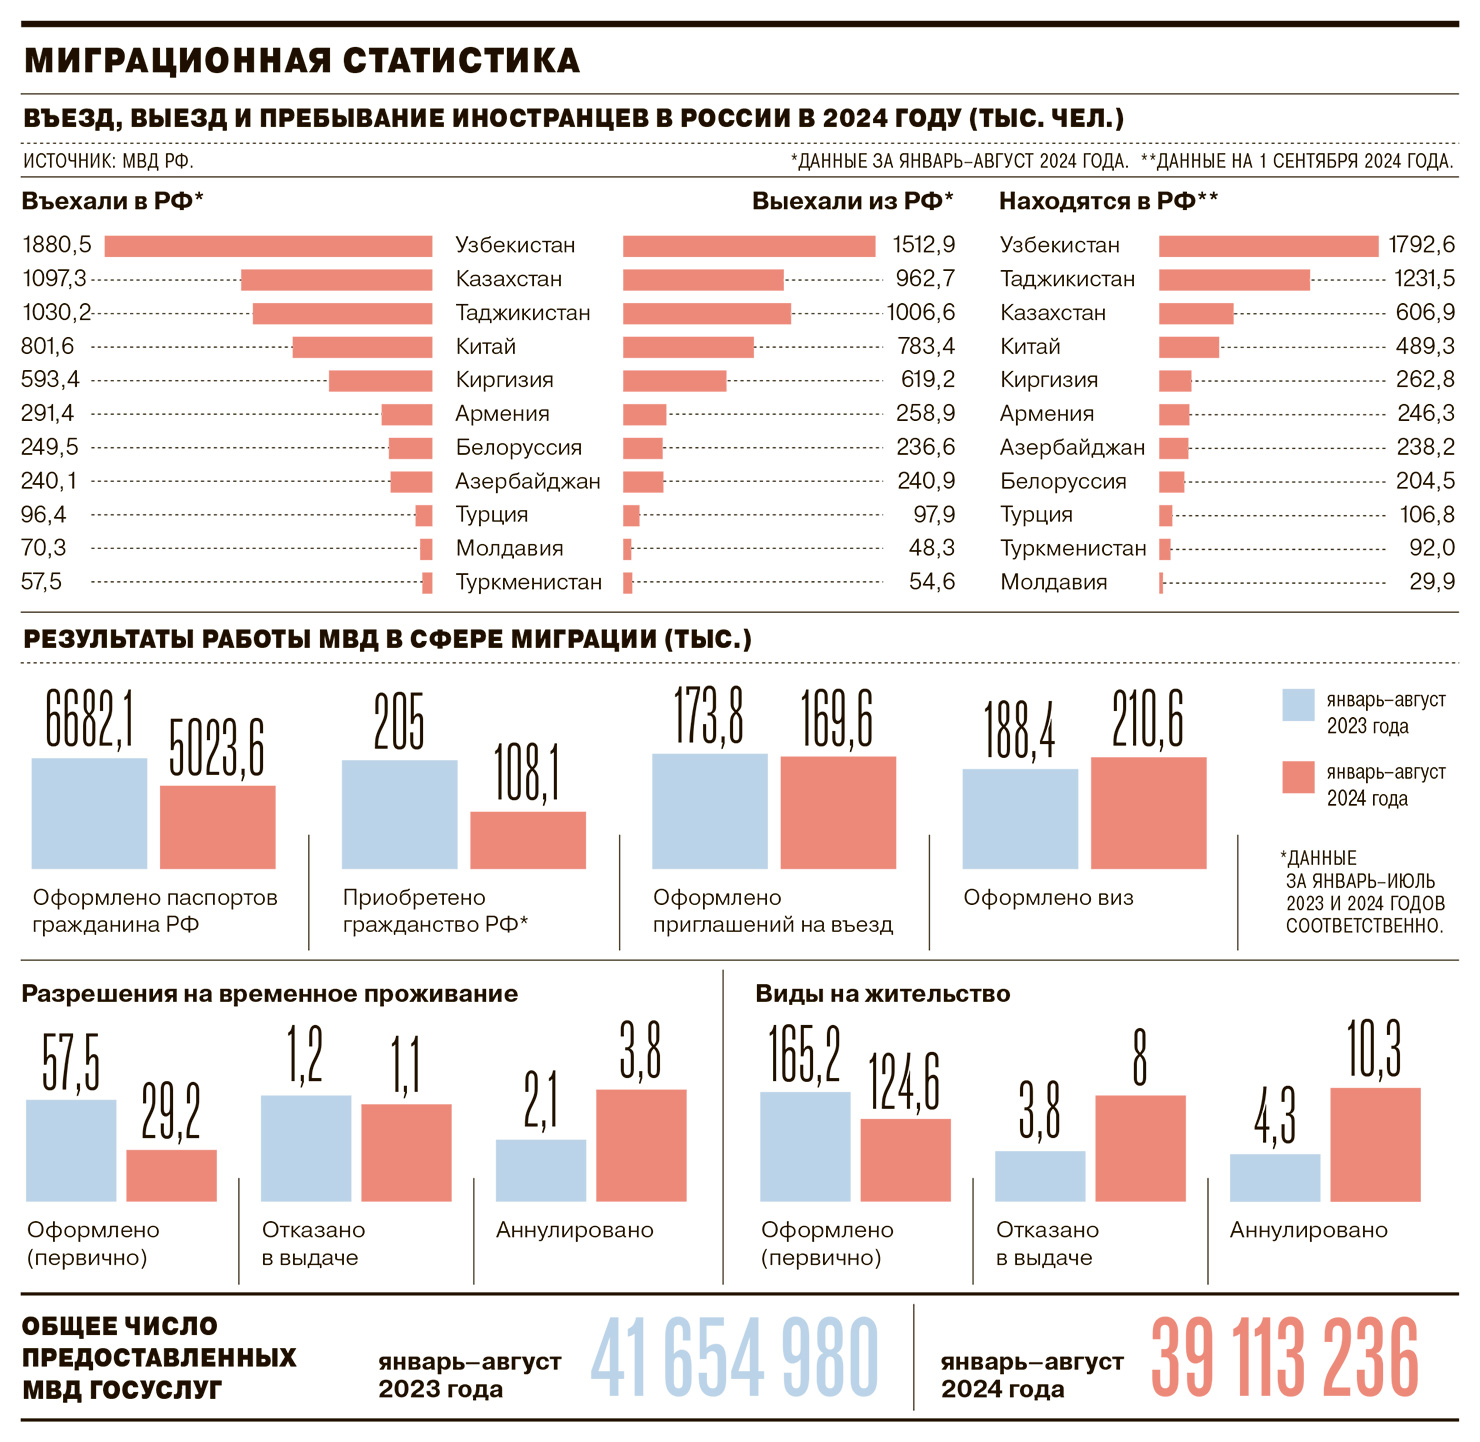 МИГРАЦИОННАЯ СТАТИСТИКА
ВЪЕЗД, ВЫЕЗД И ПРЕБЫВАНИЕ ИНОСТРАНЦЕВ В РОССИИ В 2024 ГОДУ (ТЫС. ЧЕЛ.)
ИСТОЧНИК: МВД РФ. *ДАННЫЕ ЗА ЯНВАРЬ–АВГУСТ 2024 ГОДА. **ДАННЫЕ НА 1 СЕНТЯБРЯ 2024 ГОДА.
Въехали в РФ* Выехали из РФ* Находятся в РФ**
1880,5 Узбекистан 1512,9 Узбекистан 1792,6
1097,3 Казахстан 962,7 Таджикистан 1231,5
1030,2 Таджикистан 1006,6 Казахстан 606,9
801,6 Китай 783,4 Китай 489,3
593,4 Киргизия 619,2 Киргизия 262,8
291,4 Армения 258,9 Армения 246,3
249,5 Белоруссия 236,6 Азербайджан 238,2
240,1 Азербайджан 240,9 Белоруссия 204,5
96,4 Турция 97,9 Турция 106,8
70,3 Молдавия 48,3 Туркменистан 92,0
57,5 Туркменистан 54,6 Молдавия 29,9
РЕЗУЛЬТАТЫ РАБОТЫ МВД В СФЕРЕ МИГРАЦИИ (ТЫС.)
6682,1 5023,6
Оформлено паспортов
гражданина РФ
205 108,1
Приобретено
гражданство РФ*
173,8 169,6
Оформлено
приглашений на въезд
188,4 210,6
Оформлено виз
январь–август
2023 года
январь–август
2024 года
*ДАННЫЕ
ЗА ЯНВАРЬ–ИЮЛЬ
2023 И 2024 ГОДОВ
СООТВЕТСТВЕННО.
Разрешения на временное проживание
57,5 29,2
Оформлено
(первично)
1,2 1,1
Отказано
в выдаче
2,1 3,8
Аннулировано
Виды на жительство
165,2 124,6
Оформлено
(первично)
3,8 8
Отказано
в выдаче
4,3 10,3
Аннулировано
ОБЩЕЕ ЧИСЛО
ПРЕДОСТАВЛЕННЫХ
МВД ГОСУСЛУГ
январь–август
2023 года
41 654 980
январь–август
2024 года
39 113 236